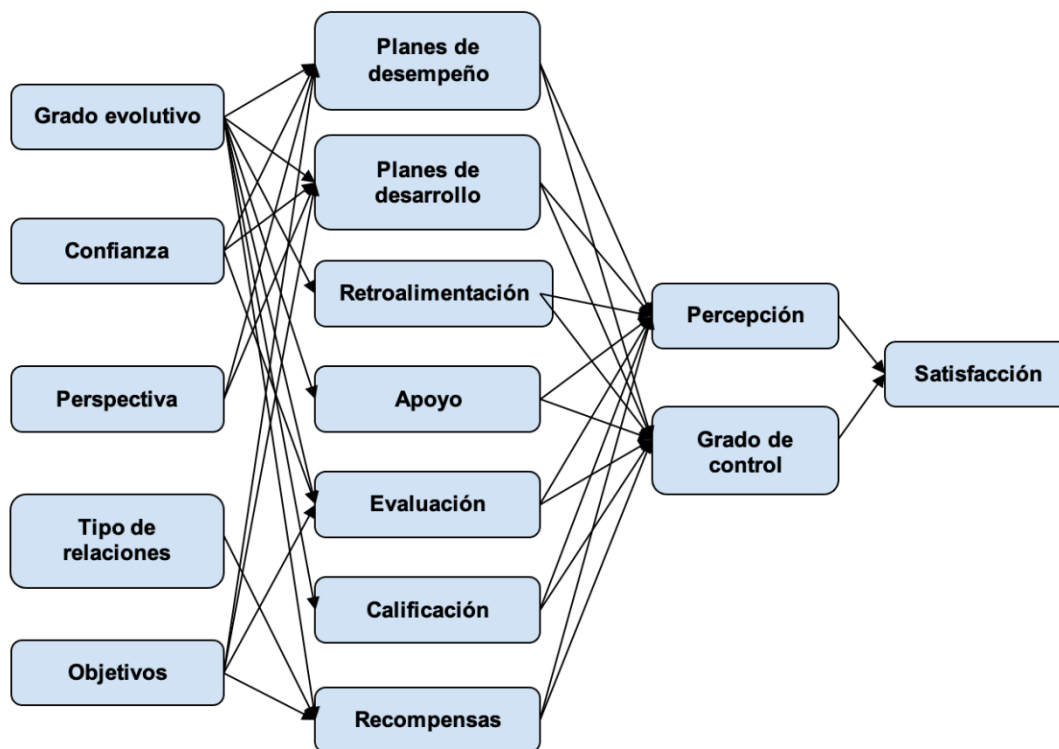 Grado evolutivo
Confianza
Perspectiva
Tipo de
relaciones
Objetivos
Planes de
desempeño
Planes de
desarrollo
Retroalimentación
Apoyo
Evaluación
Calificación
Recompensas
Percepción
Grado de
control
Satisfacción